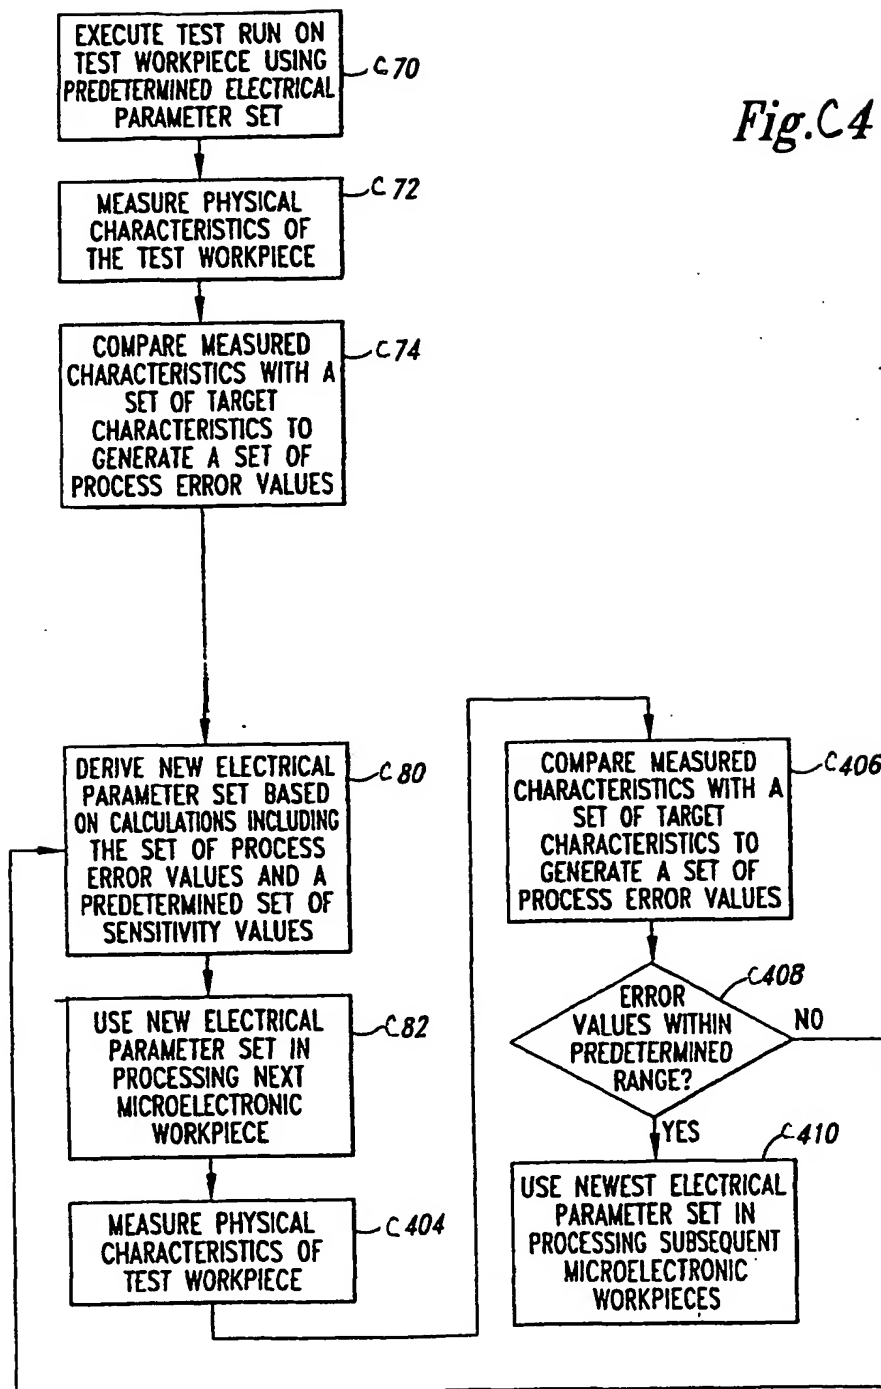 EXECUTE TEST RUN ON
TEST WORKPIECE USING
PREDETERMINED ELECTRICAL
PARAMETER SET
C70
Fig.C4
MEASURE PHYSICAL
CHARACTERISTICS OF
THE TEST WORKPIECE
C72
COMPARE MEASURED
CHARACTERISTICS WITH A
SET OF TARGET
CHARACTERISTICS TO
GENERATE A SET OF
PROCESS ERROR VALUES
C74
DERIVE NEW ELECTRICAL
PARAMETER SET BASED
ON CALCULATIONS INCLUDING
THE SET OF PROCESS
ERROR VALUES AND A
PREDETERMINED SET OF
SENSITIVITY VALUES
C80
USE NEW ELECTRICAL
PARAMETER SET IN
PROCESSING NEXT
MICROELECTRONIC
WORKPIECE
C82
MEASURE PHYSICAL
CHARACTERISTICS OF
TEST WORKPIECE
C404
COMPARE MEASURED
CHARACTERISTICS WITH A
SET OF TARGET
CHARACTERISTICS TO
GENERATE A SET OF
PROCESS ERROR VALUES
C406
ERROR
VALUES WITHIN
PREDETERMINED
RANGE?
C408
NO
YES
USE NEWEST ELECTRICAL
PARAMETER SET IN
PROCESSING SUBSEQUENT
MICROELECTRONIC
WORKPIECES
C410